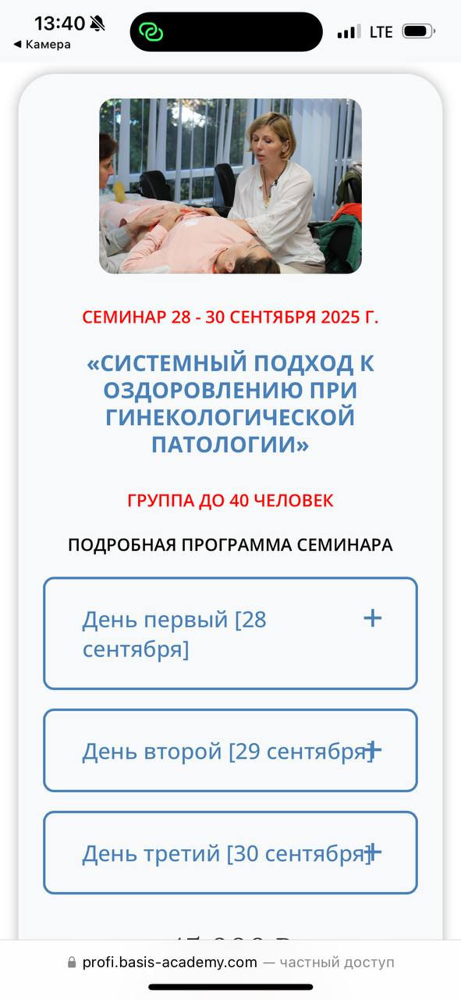 13:40
LTE
◀ Камера
СЕМИНАР 28 - 30 СЕНТЯБРЯ 2025 Г.
«СИСТЕМНЫЙ ПОДХОД К
ОЗДОРОВЛЕНИЮ ПРИ
ГИНЕКОЛОГИЧЕСКОЙ
ПАТОЛОГИИ»
ГРУППА ДО 40 ЧЕЛОВЕК
ПОДРОБНАЯ ПРОГРАММА СЕМИНАРА
День первый [28
сентября]
+
День второй [29 сентября]
+
День третий [30 сентября]
+
profi.basis-academy.com — частный доступ